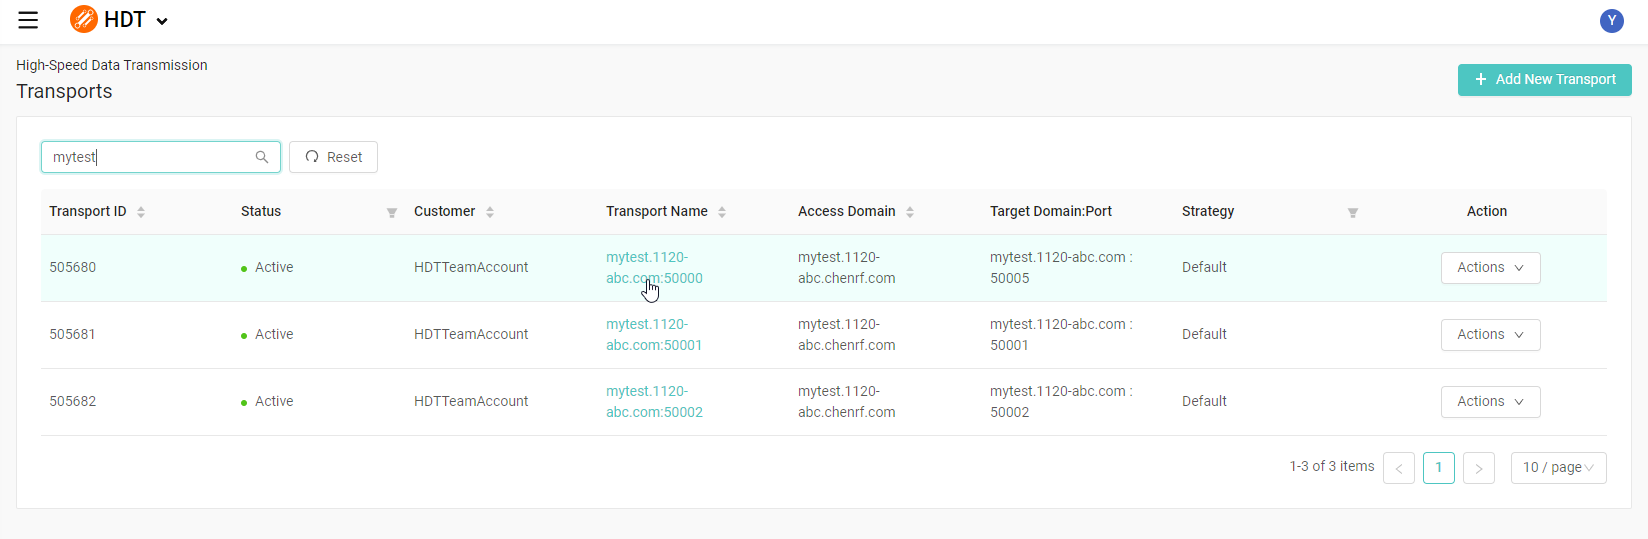 HDT
Y
High-Speed Data Transmission
Transports
Add New Transport
mytest
Reset
Transport ID Status Customer Transport Name Access Domain Target Domain:Port Strategy Action
505680 Active HDTTeamAccount mytest.1120- mytest.1120- mytest.1120-abc.com : Default Actions
abc.com:50000 abc.chenrf.com 50005
505681 Active HDTTeamAccount mytest.1120- mytest.1120- mytest.1120-abc.com : Default Actions
abc.com:50001 abc.chenrf.com 50001
505682 Active HDTTeamAccount mytest.1120- mytest.1120- mytest.1120-abc.com : Default Actions
abc.com:50002 abc.chenrf.com 50002
1-3 of 3 items < 1 > 10 / page